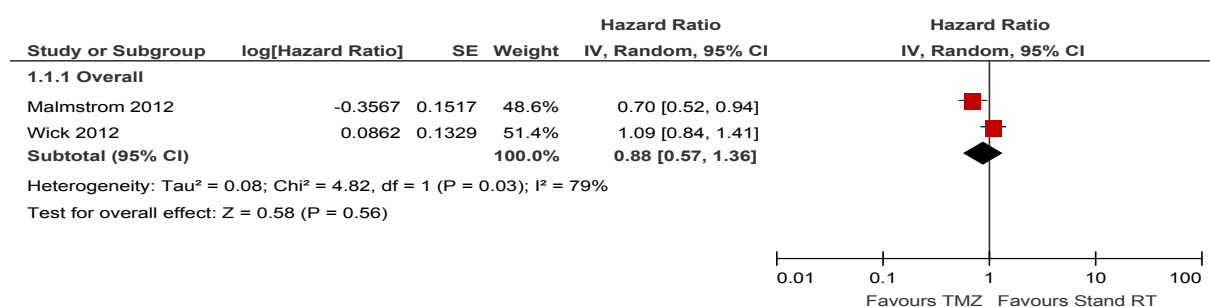 Hazard Ratio Hazard Ratio
Study or Subgroup log[Hazard Ratio] SE Weight IV, Random, 95% CI IV, Random, 95% CI
1.1.1 Overall
Malmstrom 2012 -0.3567 0.1517 48.6% 0.70 [0.52, 0.94]
Wick 2012 0.0862 0.1329 51.4% 1.09 [0.84, 1.41]
Subtotal (95% CI) 100.0% 0.88 [0.57, 1.36]
Heterogeneity: Tau² = 0.08; Chi² = 4.82, df = 1 (P = 0.03); I² = 79%
Test for overall effect: Z = 0.58 (P = 0.56)
0.01 0.1 1 10 100
Favours TMZ Favours Stand RT